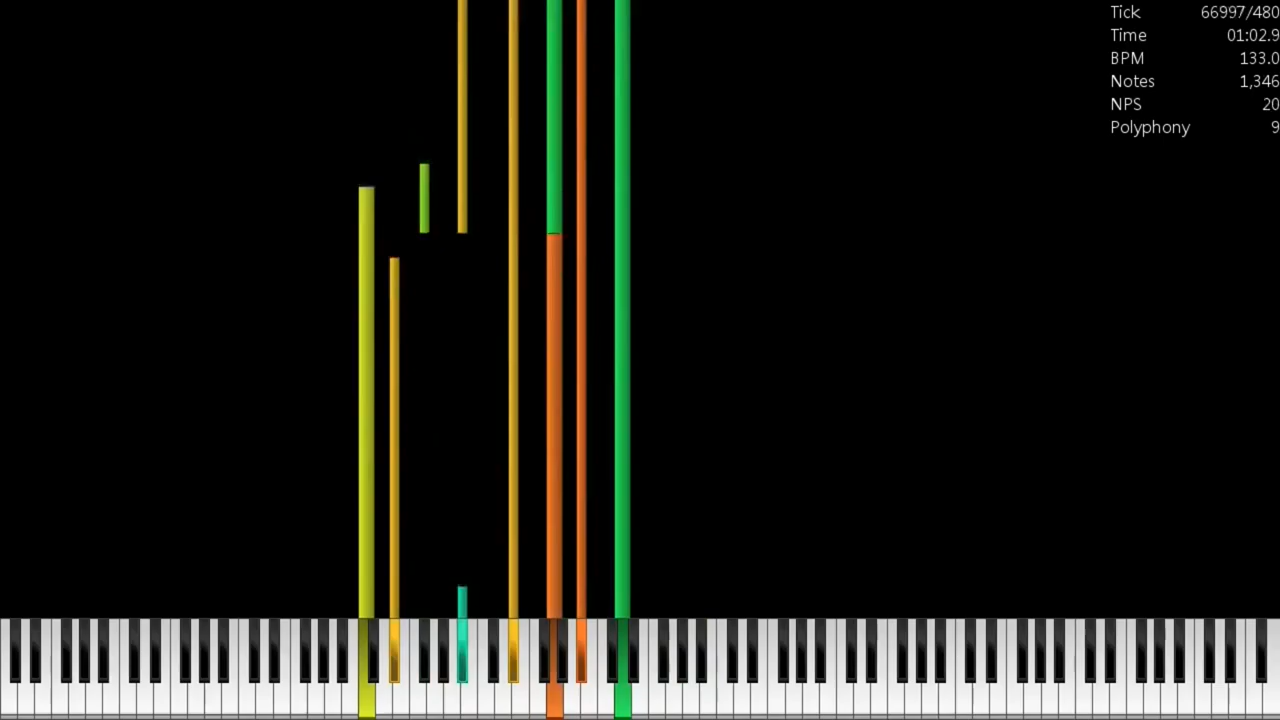 Tick 66997/480
Time 01:02.9
BPM 133.0
Notes 1,346
NPS 20
Polyphony 9